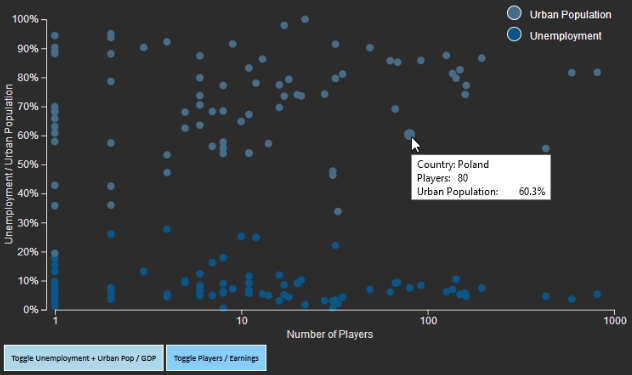 Urban Population
Unemployment
Unemployment / Urban Population
100%
90%
80%
70%
60%
50%
40%
30%
20%
10%
0%
Country: Poland
Players: 80
Urban Population: 60.3%
1 10 100 1000
Number of Players
Toggle Unemployment + Urban Pop / GDP
Toggle Players / Earnings